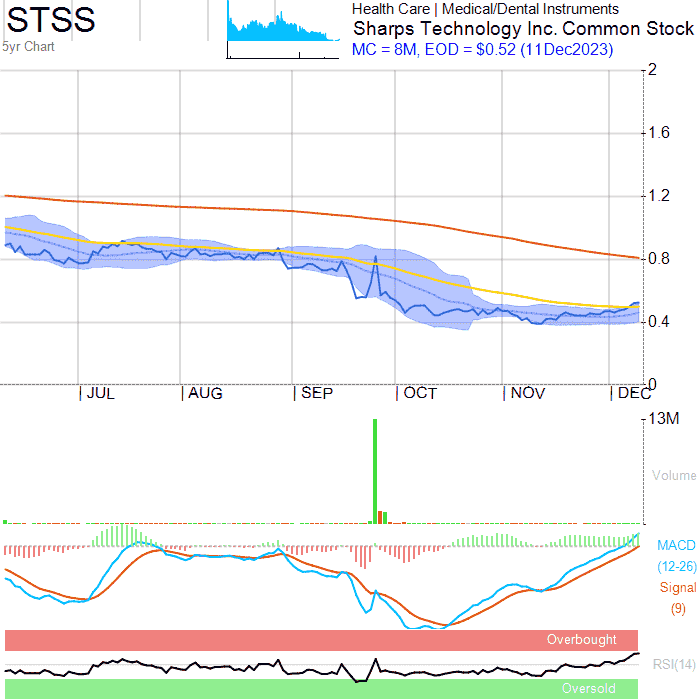 STSS
5yr Chart
Health Care | Medical/Dental Instruments
Sharps Technology Inc. Common Stock
MC = 8M, EOD = $0.52 (11Dec2023)
2
1.6
1.2
0.8
0.4
0
JUL AUG SEP OCT NOV DEC
13M
Volume
MACD
(12-26)
Signal
(9)
Overbought
RSI(14)
Oversold